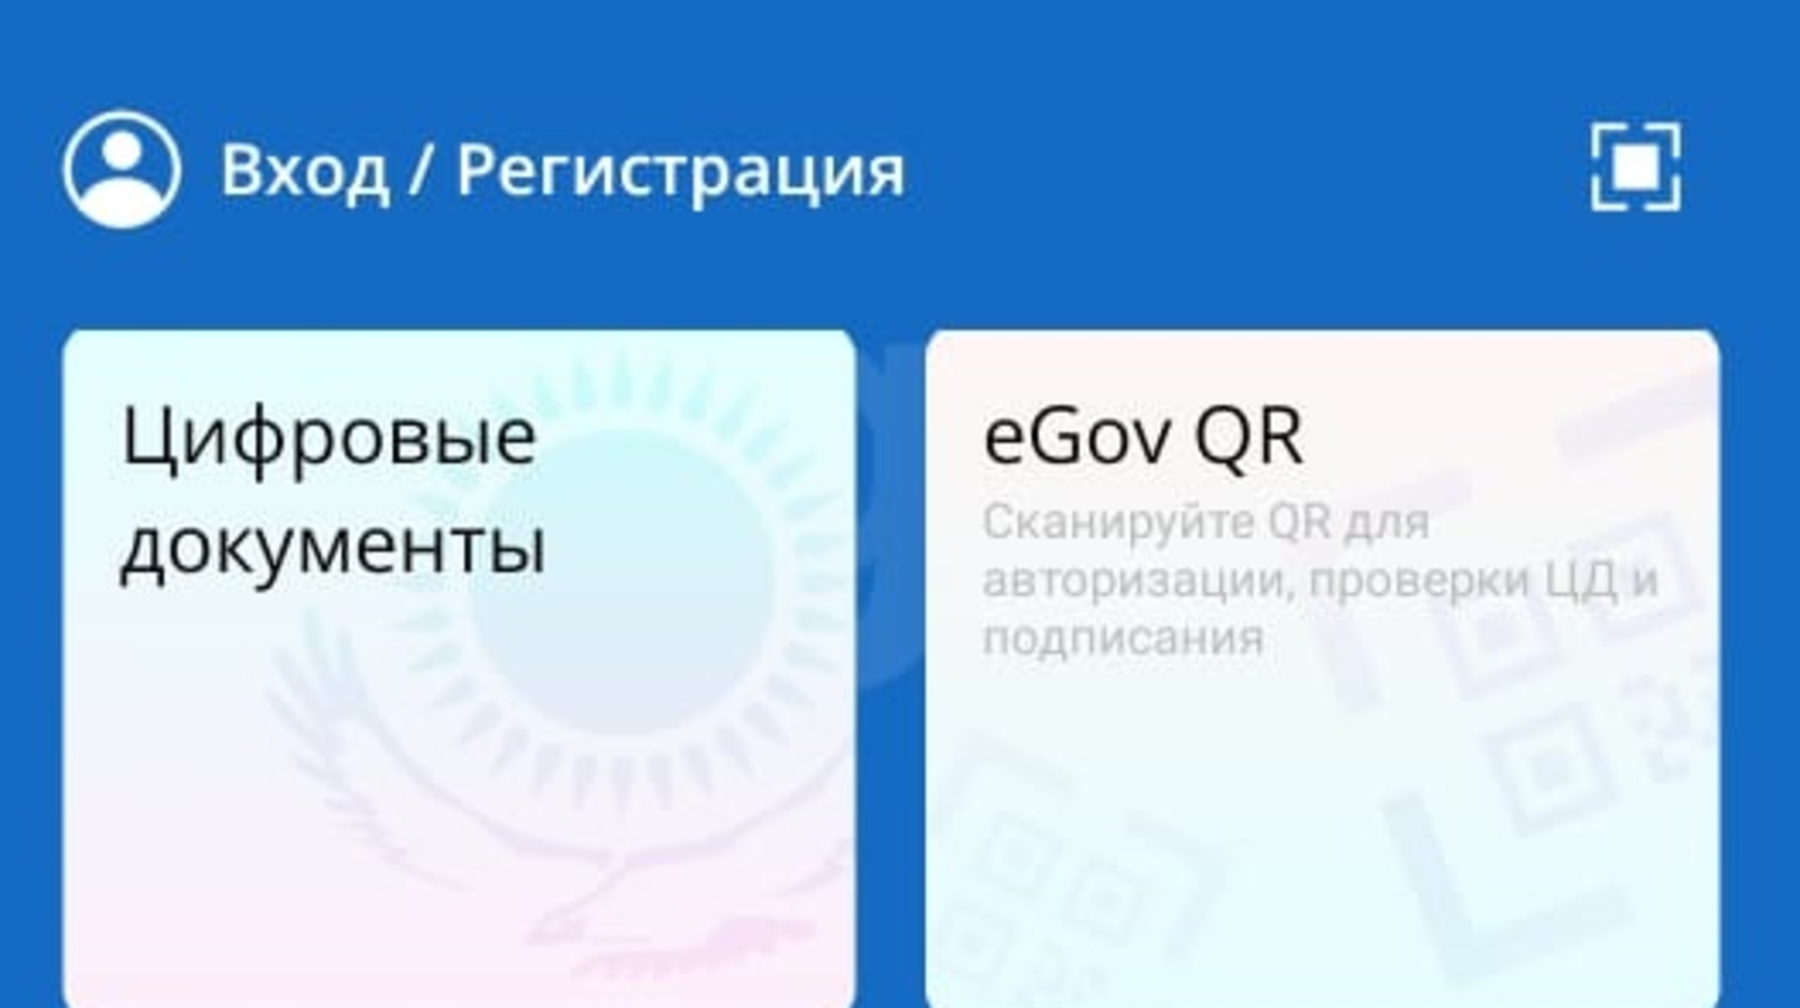 Вход / Регистрация
Цифровые
документы
eGov QR
Сканируйте QR для
авторизации, проверки ЦД и
подписания